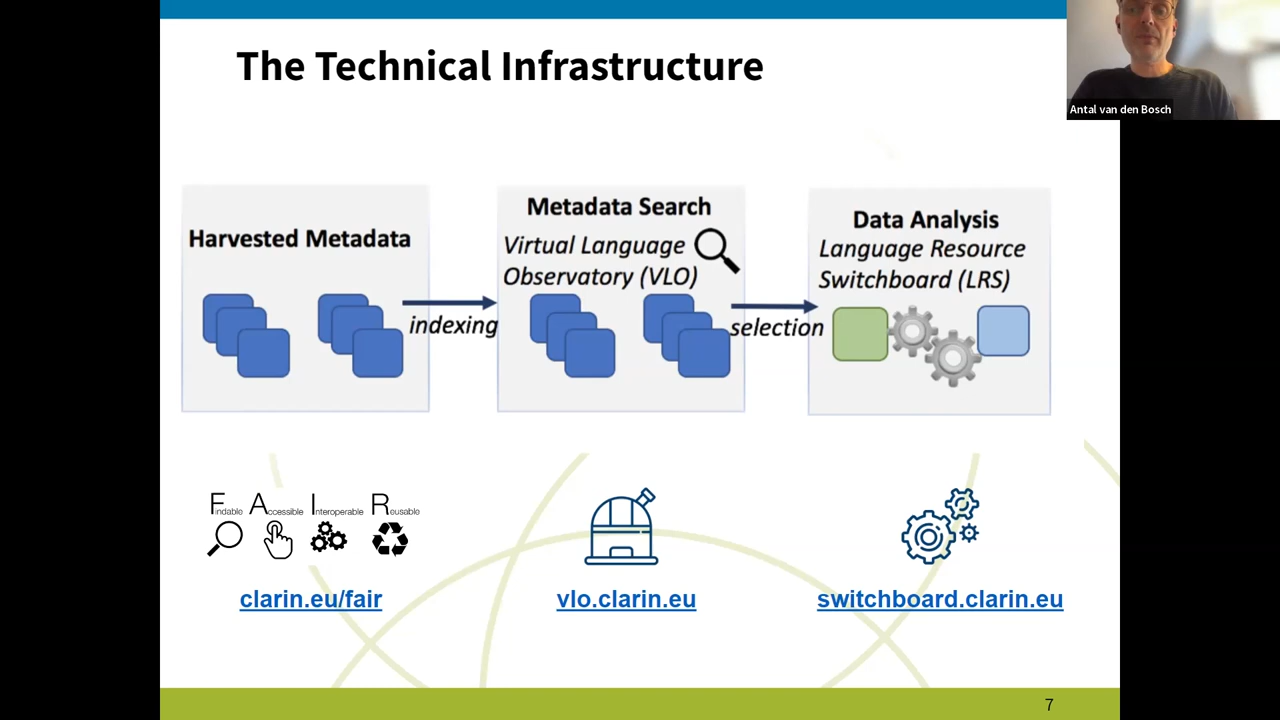 The Technical Infrastructure
Antal van den Bosch
Harvested Metadata
indexing
Metadata Search
Virtual Language
Observatory (VLO)
selection
Data Analysis
Language Resource
Switchboard (LRS)
Findable Accessible Interoperable Reusable
clarin.eu/fair
vlo.clarin.eu
switchboard.clarin.eu
7